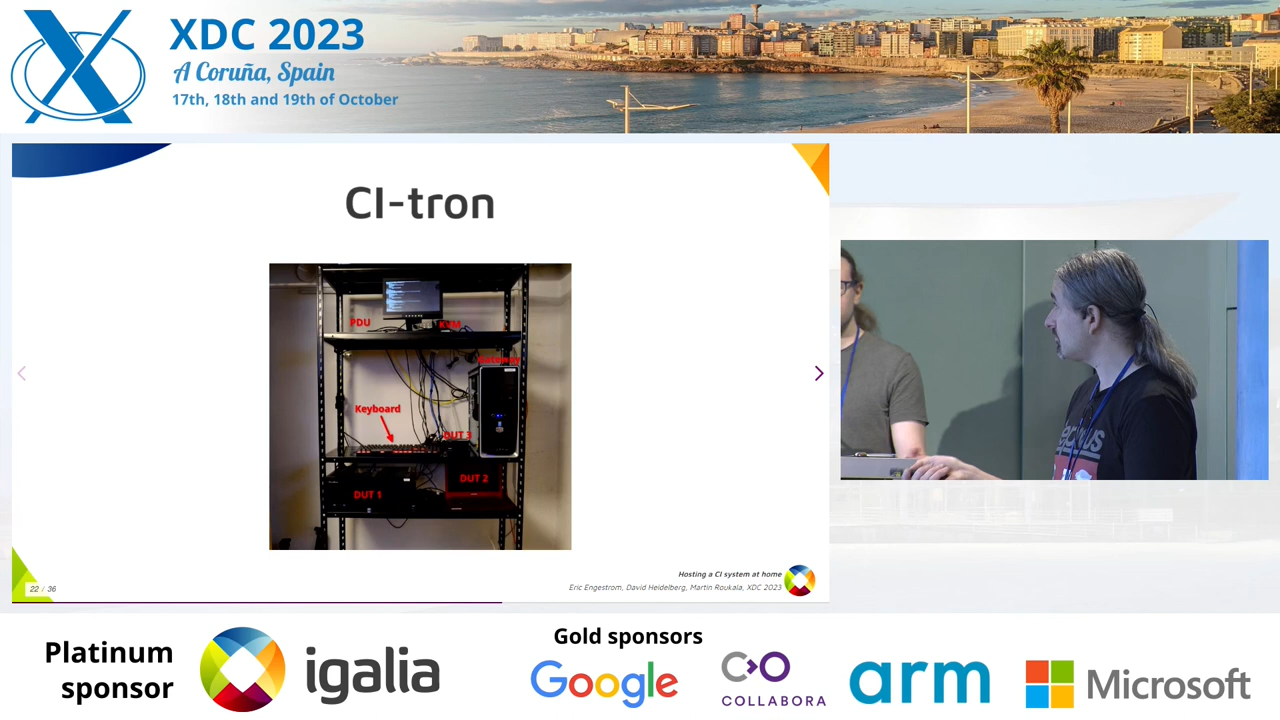 XDC 2023
A Coruña, Spain
17th, 18th and 19th of October
CI-tron
PDU
KVM
Gateway
Keyboard
DUT 3
DUT 2
DUT 1
22 / 36
Hosting a CI system at home
Eric Engestrom, David Heidelberg, Martin Roukala, XDC 2023
Platinum
sponsor
igalia
Gold sponsors
Google
COLLABORA
arm
Microsoft